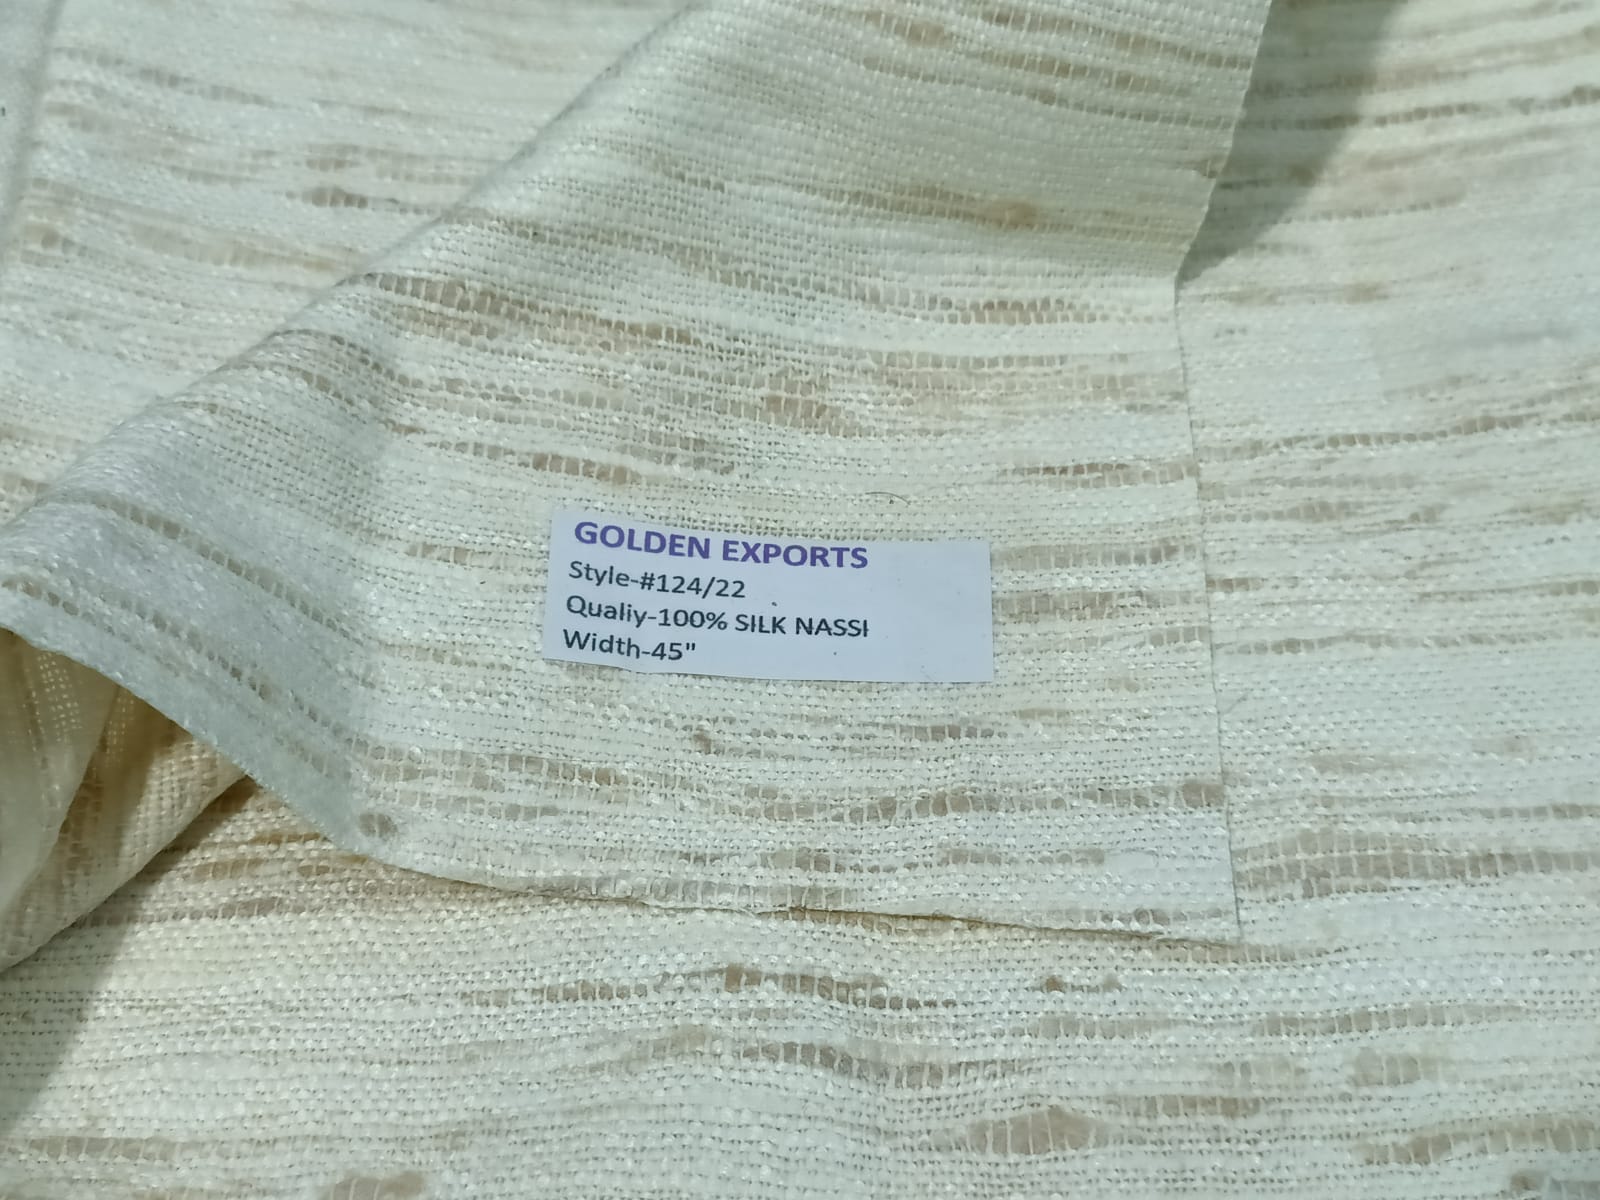 GOLDEN EXPORTS
Style-#124/22
Qualiy-100% SILK NASSI
Width-45"